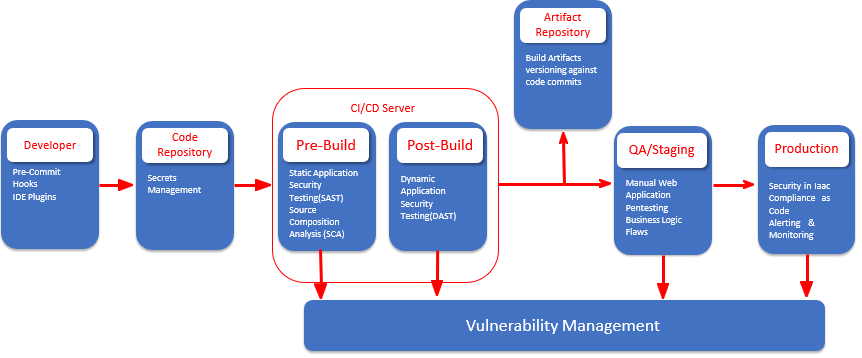 Artifact
Repository
Build Artifacts
versioning against
code commits
CI/CD Server
Developer
Pre-Commit
Hooks
IDE Plugins
Code
Repository
Secrets
Management
Pre-Build
Static Application
Security
Testing(SAST)
Source
Composition
Analysis (SCA)
Post-Build
Dynamic
Application
Security
Testing(DAST)
QA/Staging
Manual Web
Application
Pentesting
Business Logic
Flaws
Production
Security in Iaac
Compliance as
Code
Alerting &
Monitoring
Vulnerability Management